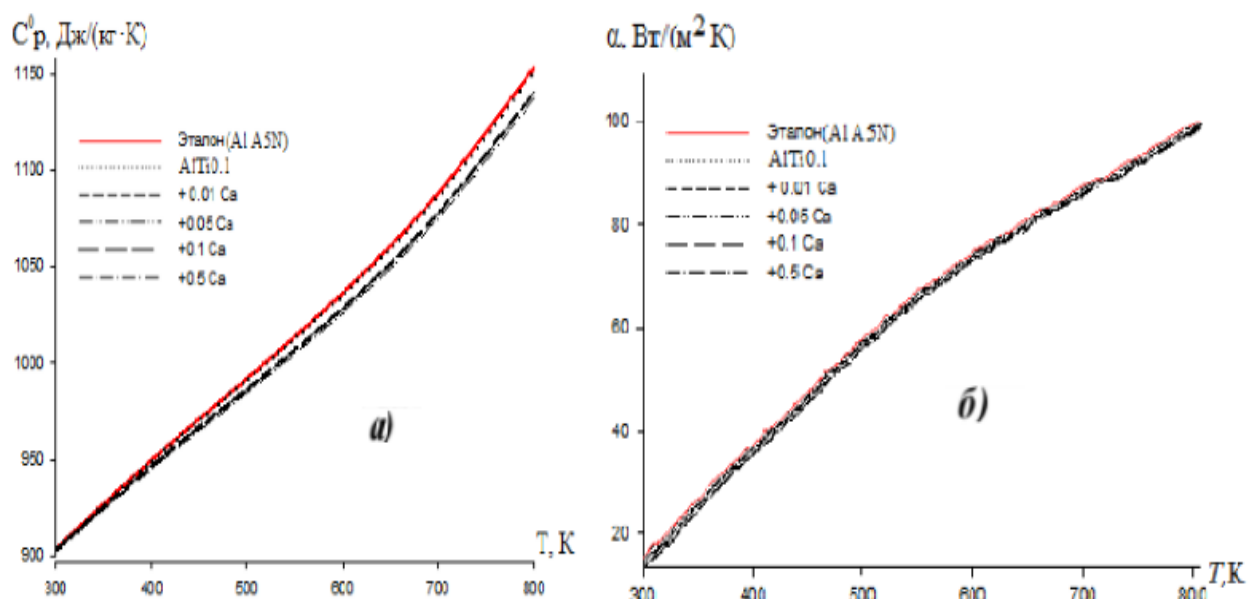 C⁰p, Дж/(кг·К)
1150
1100
1050
1000
950
900
Эталон(Al A5N)
AlTi0.1
+0.01 Ca
+0.05 Ca
+0.1 Ca
+0.5 Ca
а)
Т, К
300 400 500 600 700 800
α. Вт/(м² К)
100
80
60
40
20
Эталон(Al A5N)
AlTi0.1
+0.01 Ca
+0.05 Ca
+0.1 Ca
+0.5 Ca
б)
T,K
300 400 500 600 700 800